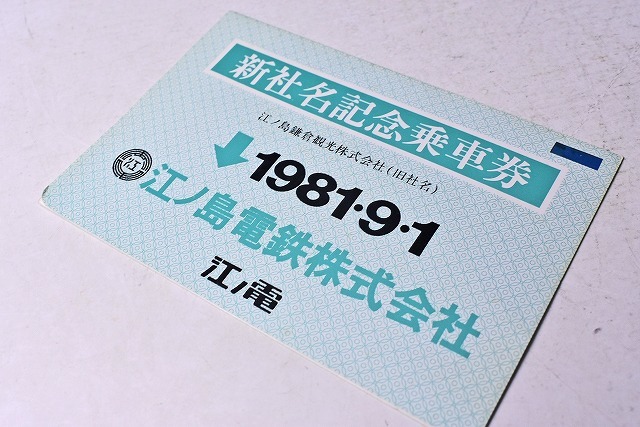 新社名記念乗車券
江ノ島鎌倉観光株式会社(旧社名)
1981・9・1
江ノ島電鉄株式会社
江ノ電